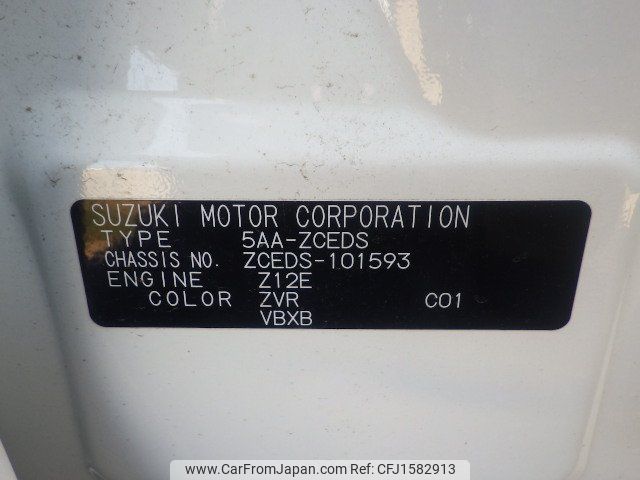 SUZUKI MOTOR CORPORATION
TYPE 5AA-ZCEDS
CHASSIS NO. ZCEDS-101593
ENGINE Z12E
COLOR ZVR C01
VBXB
www.CarFromJapan.com | Ref No. CFJ1582913